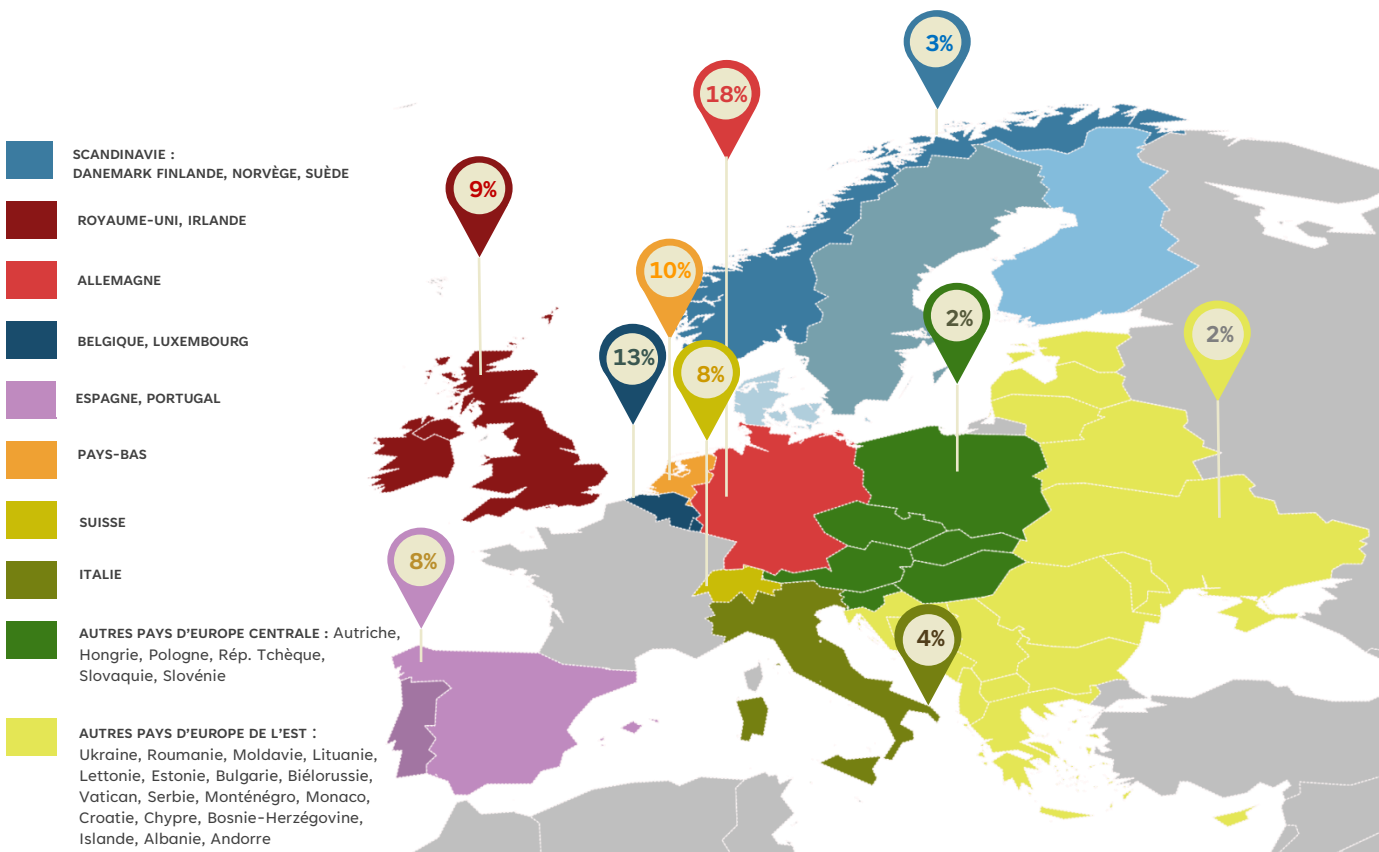 3%
18%
9%
10%
2%
2%
13%
8%
8%
4%
SCANDINAVIE :
DANEMARK FINLANDE, NORVÈGE, SUÈDE
ROYAUME-UNI, IRLANDE
ALLEMAGNE
BELGIQUE, LUXEMBOURG
ESPAGNE, PORTUGAL
PAYS-BAS
SUISSE
ITALIE
AUTRES PAYS D’EUROPE CENTRALE : Autriche,
Hongrie, Pologne, Rép. Tchèque,
Slovaquie, Slovénie
AUTRES PAYS D’EUROPE DE L’EST :
Ukraine, Roumanie, Moldavie, Lituanie,
Lettonie, Estonie, Bulgarie, Biélorussie,
Vatican, Serbie, Monténégro, Monaco,
Croatie, Chypre, Bosnie-Herzégovine,
Islande, Albanie, Andorre